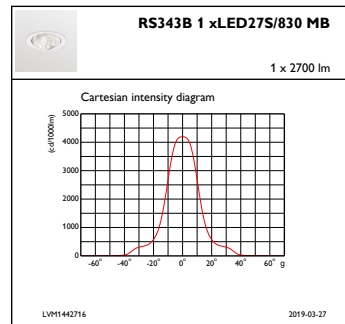 RS343B 1 xLED27S/830 MB
1 x 2700 lm
Cartesian intensity diagram
(cd/1000lm)
5000
4000
3000
2000
1000
0
-60° -40° -20° 0° 20° 40° 60° g
LVM1442716 2019-03-27